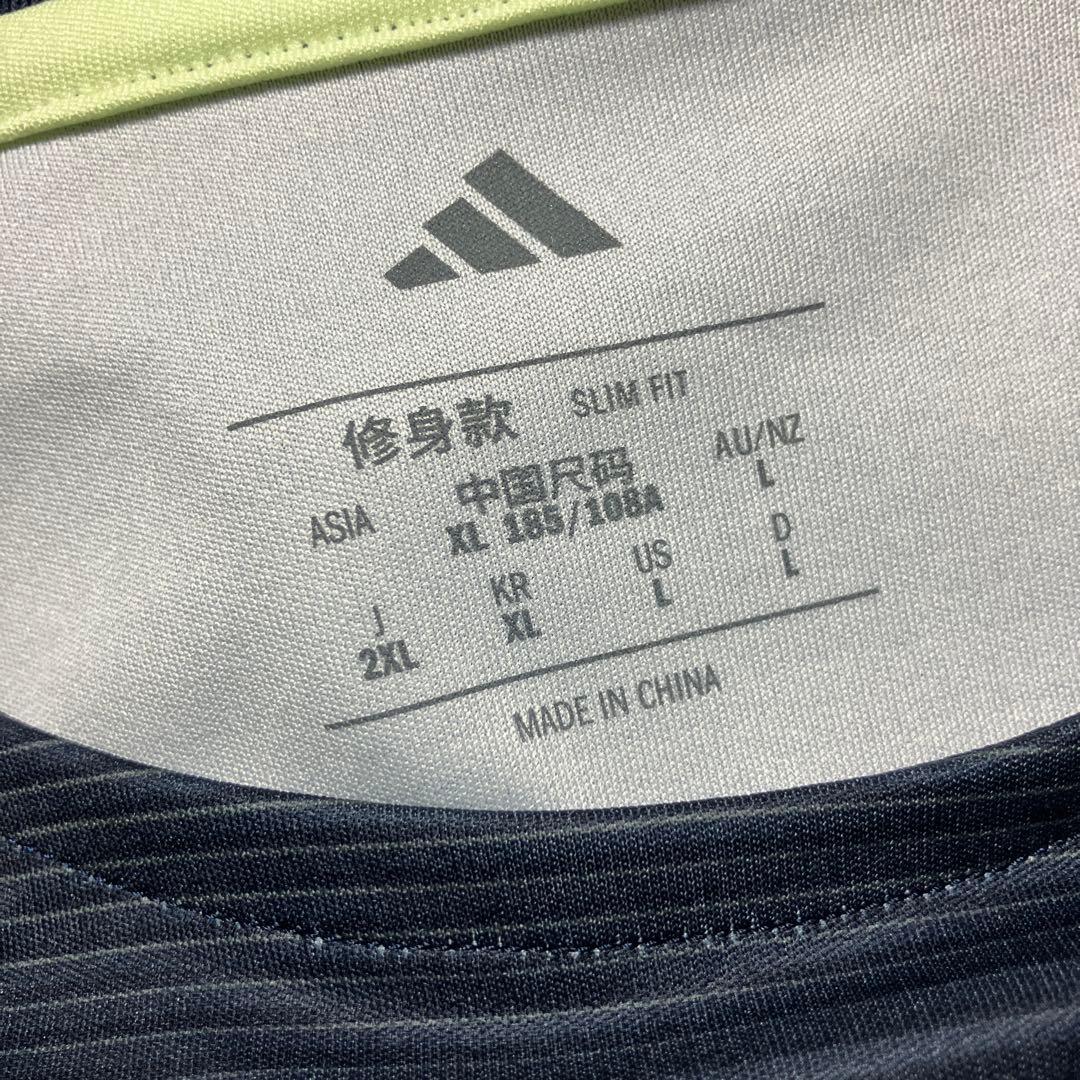 修身款 SLIM FIT
ASIA 中国尺码 AU/NZ
XL 185/108A L
J KR US D
2XL XL L L
MADE IN CHINA